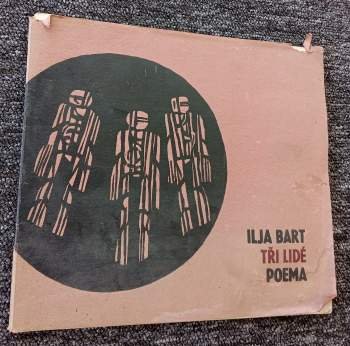 ILJA BART
TŘI LIDÉ
POEMA